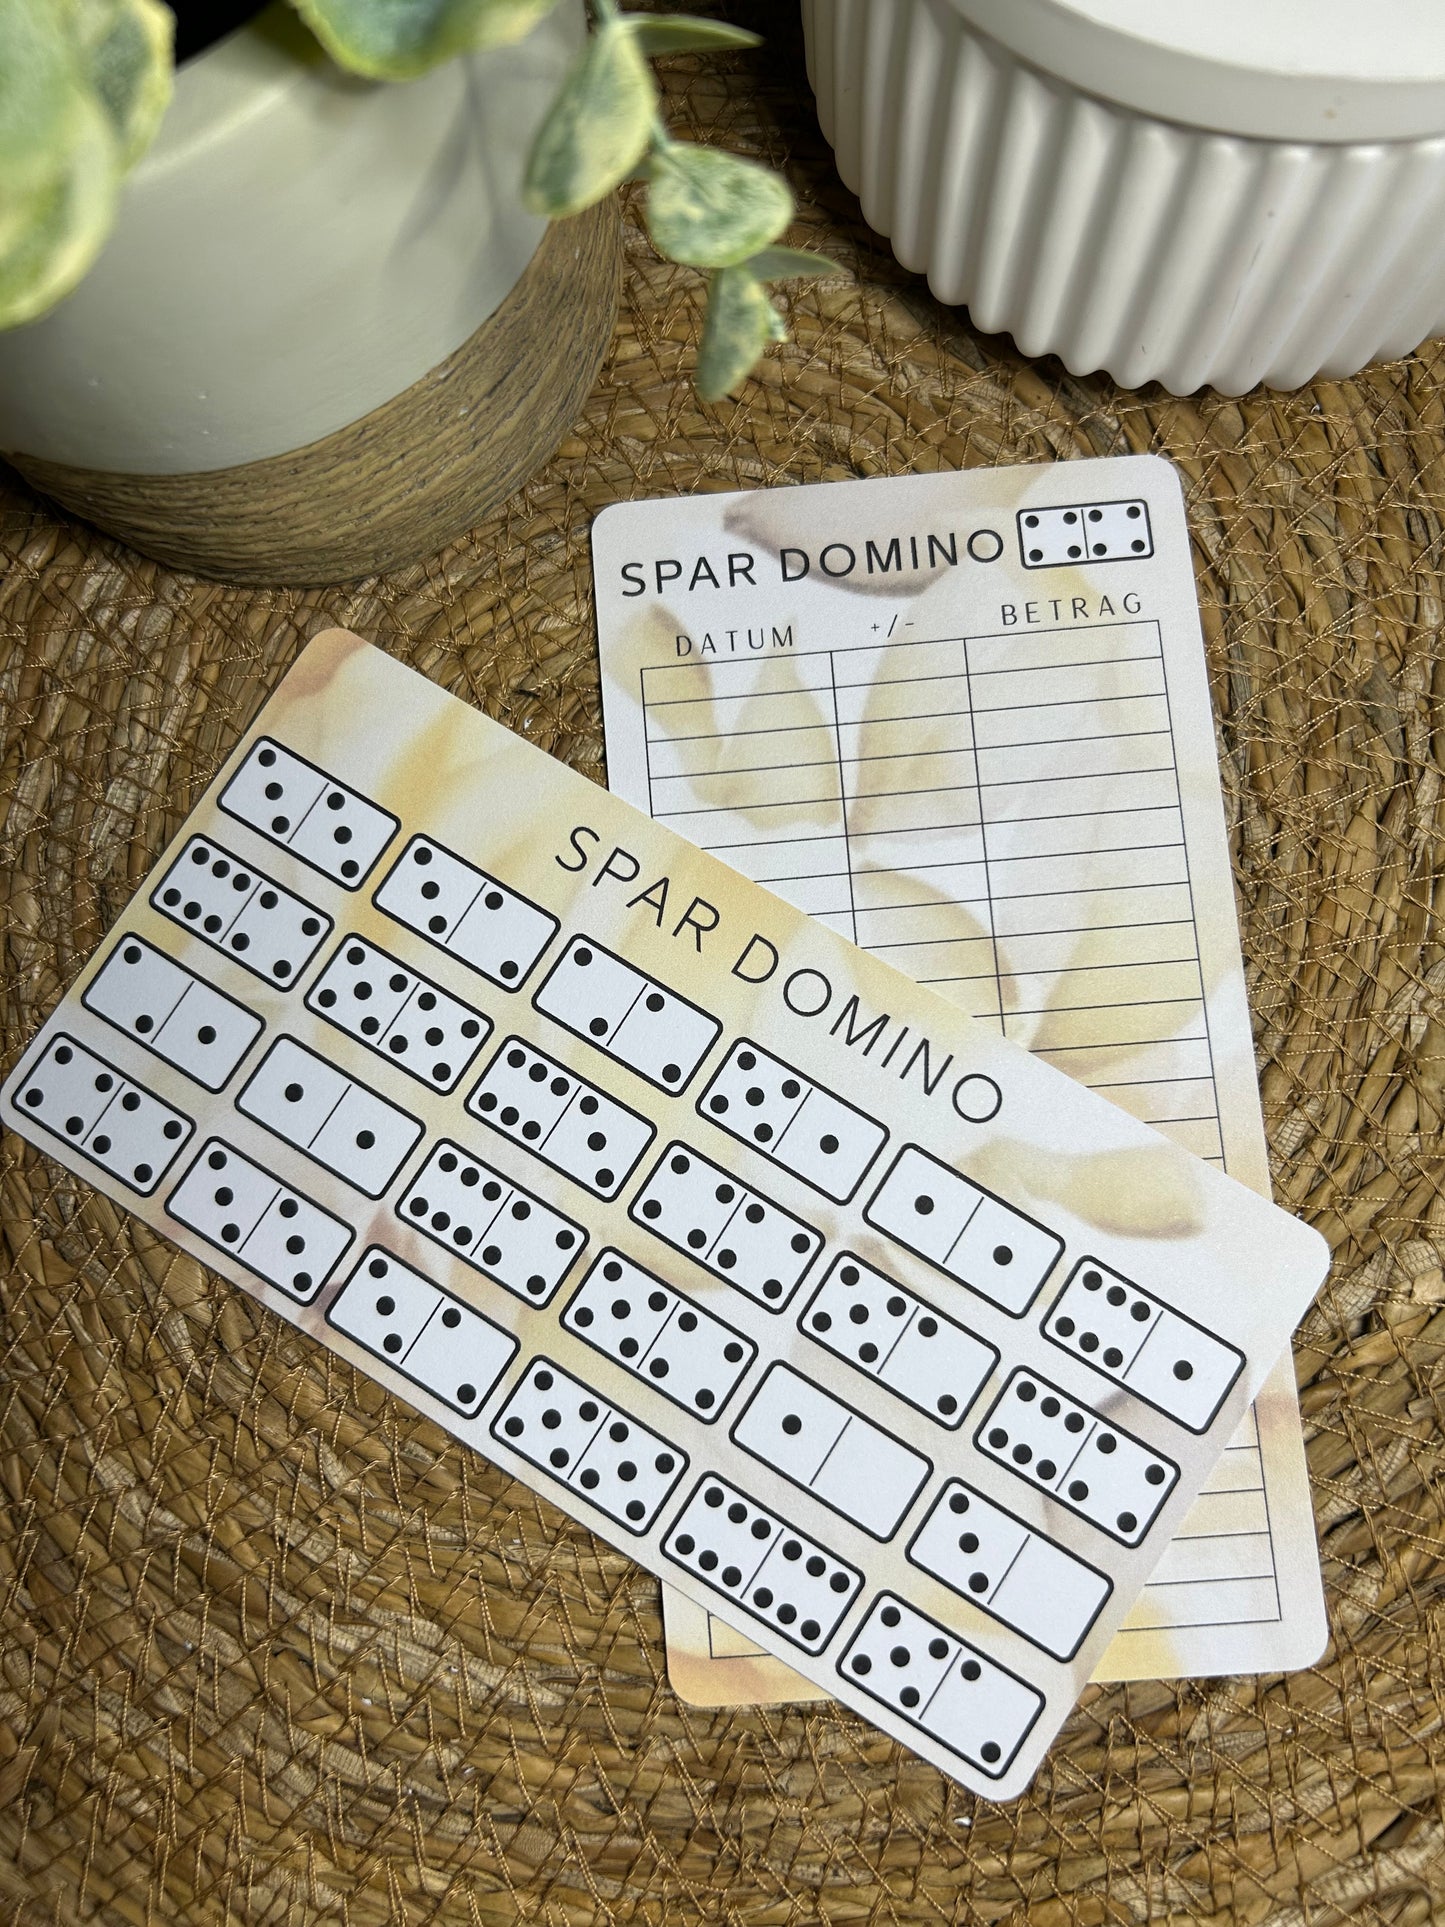 SPAR DOMINO
DATUM +/- BETRAG
SPAR DOMINO